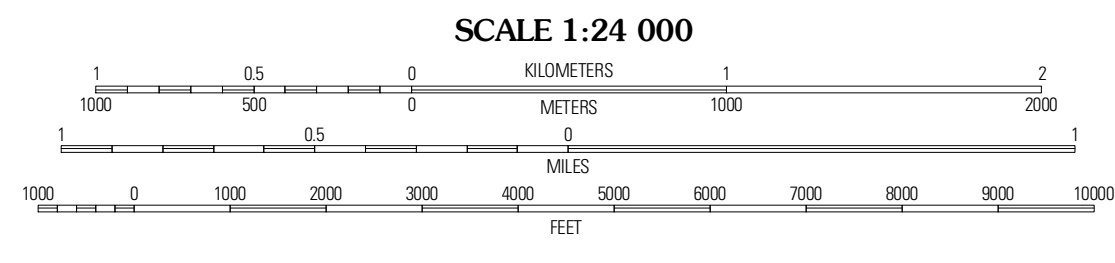 SCALE 1:24 000
1 0.5 0 KILOMETERS 1 2
1000 500 0 METERS 1000 2000
1 0.5 0 1
MILES
1000 0 1000 2000 3000 4000 5000 6000 7000 8000 9000 10000
FEET